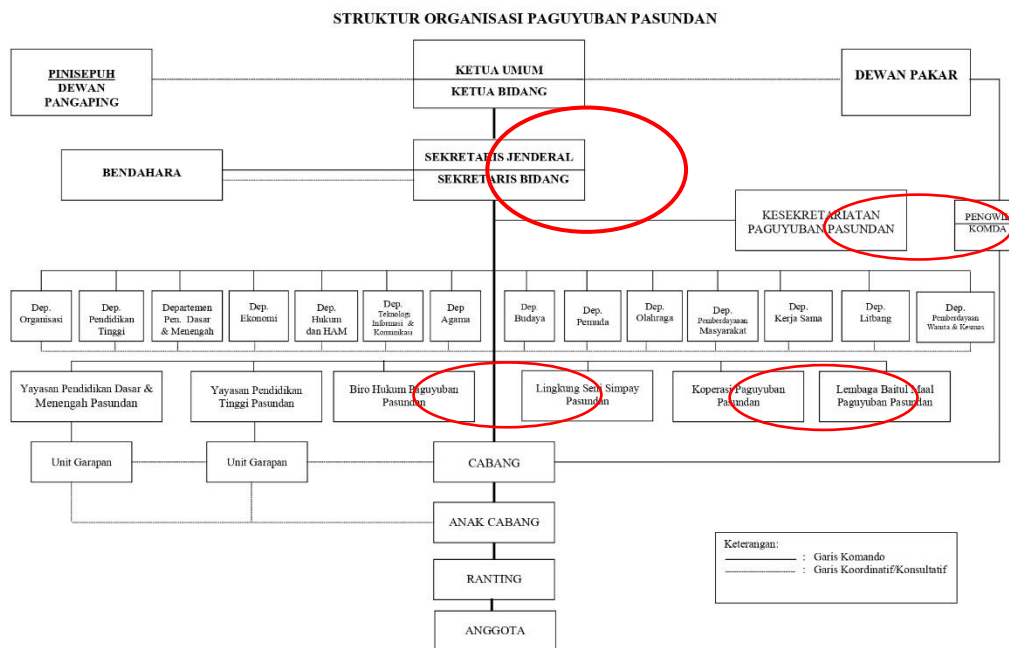 STRUKTUR ORGANISASI PAGUYUBAN PASUNDAN
PINISEPUH
DEWAN
PANGAPING
KETUA UMUM
KETUA BIDANG
DEWAN PAKAR
BENDAHARA
SEKRETARIS JENDERAL
SEKRETARIS BIDANG
KESEKRETARIATAN
PAGUYUBAN PASUNDAN
PENGWIL
KOMDA
Dep.
Organisasi
Dep.
Pendidikan
Tinggi
Departemen
Pen. Dasar
& Menengah
Dep.
Ekonomi
Dep.
Hukum
dan HAM
Dep.
Teknologi
Informasi &
Komunikasi
Dep.
Agama
Dep.
Budaya
Dep.
Pemuda
Dep.
Olahraga
Dep.
Pemberdayaan
Masyarakat
Dep.
Kerja Sama
Dep.
Litbang
Dep.
Pemberdayaan
Wanita & Kesmas
Yayasan Pendidikan Dasar &
Menengah Pasundan
Yayasan Pendidikan
Tinggi Pasundan
Biro Hukum Paguyuban
Pasundan
Lingkung Seni Simpay
Pasundan
Koperasi Paguyuban
Pasundan
Lembaga Baitul Maal
Paguyuban Pasundan
Unit Garapan
Unit Garapan
CABANG
ANAK CABANG
RANTING
ANGGOTA
Keterangan:
: Garis Komando
: Garis Koordinatif/Konsultatif